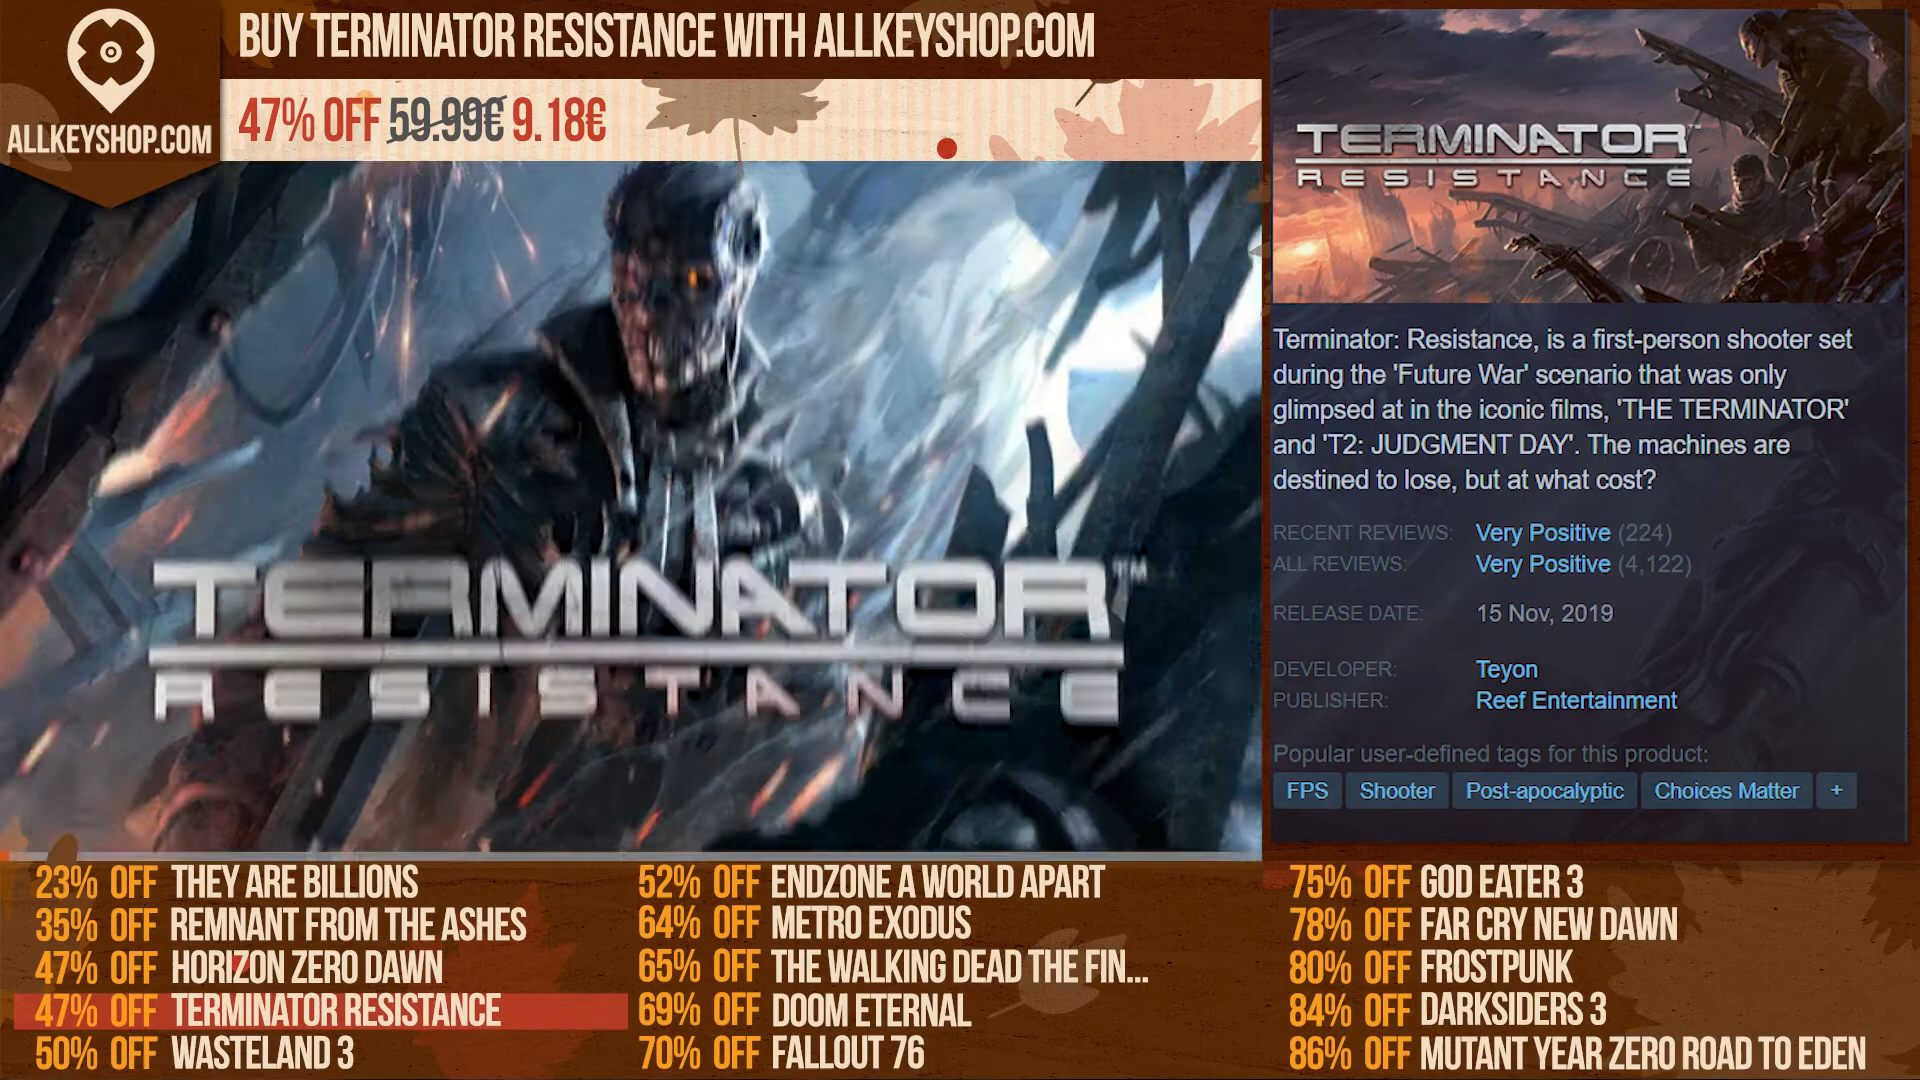 ALLKEYSHOP.COM
BUY TERMINATOR RESISTANCE WITH ALLKEYSHOP.COM
47% OFF 59.99€ 9.18€
TERMINATOR™
RESISTANCE
TERMINATOR™
RESISTANCE
Terminator: Resistance, is a first-person shooter set
during the 'Future War' scenario that was only
glimpsed at in the iconic films, 'THE TERMINATOR'
and 'T2: JUDGMENT DAY'. The machines are
destined to lose, but at what cost?
RECENT REVIEWS: Very Positive (224)
ALL REVIEWS: Very Positive (4,122)
RELEASE DATE: 15 Nov, 2019
DEVELOPER: Teyon
PUBLISHER: Reef Entertainment
Popular user-defined tags for this product:
FPS Shooter Post-apocalyptic Choices Matter +
23% OFF THEY ARE BILLIONS
35% OFF REMNANT FROM THE ASHES
47% OFF HORIZON ZERO DAWN
47% OFF TERMINATOR RESISTANCE
50% OFF WASTELAND 3
52% OFF ENDZONE A WORLD APART
64% OFF METRO EXODUS
65% OFF THE WALKING DEAD THE FIN...
69% OFF DOOM ETERNAL
70% OFF FALLOUT 76
75% OFF GOD EATER 3
78% OFF FAR CRY NEW DAWN
80% OFF FROSTPUNK
84% OFF DARKSIDERS 3
86% OFF MUTANT YEAR ZERO ROAD TO EDEN